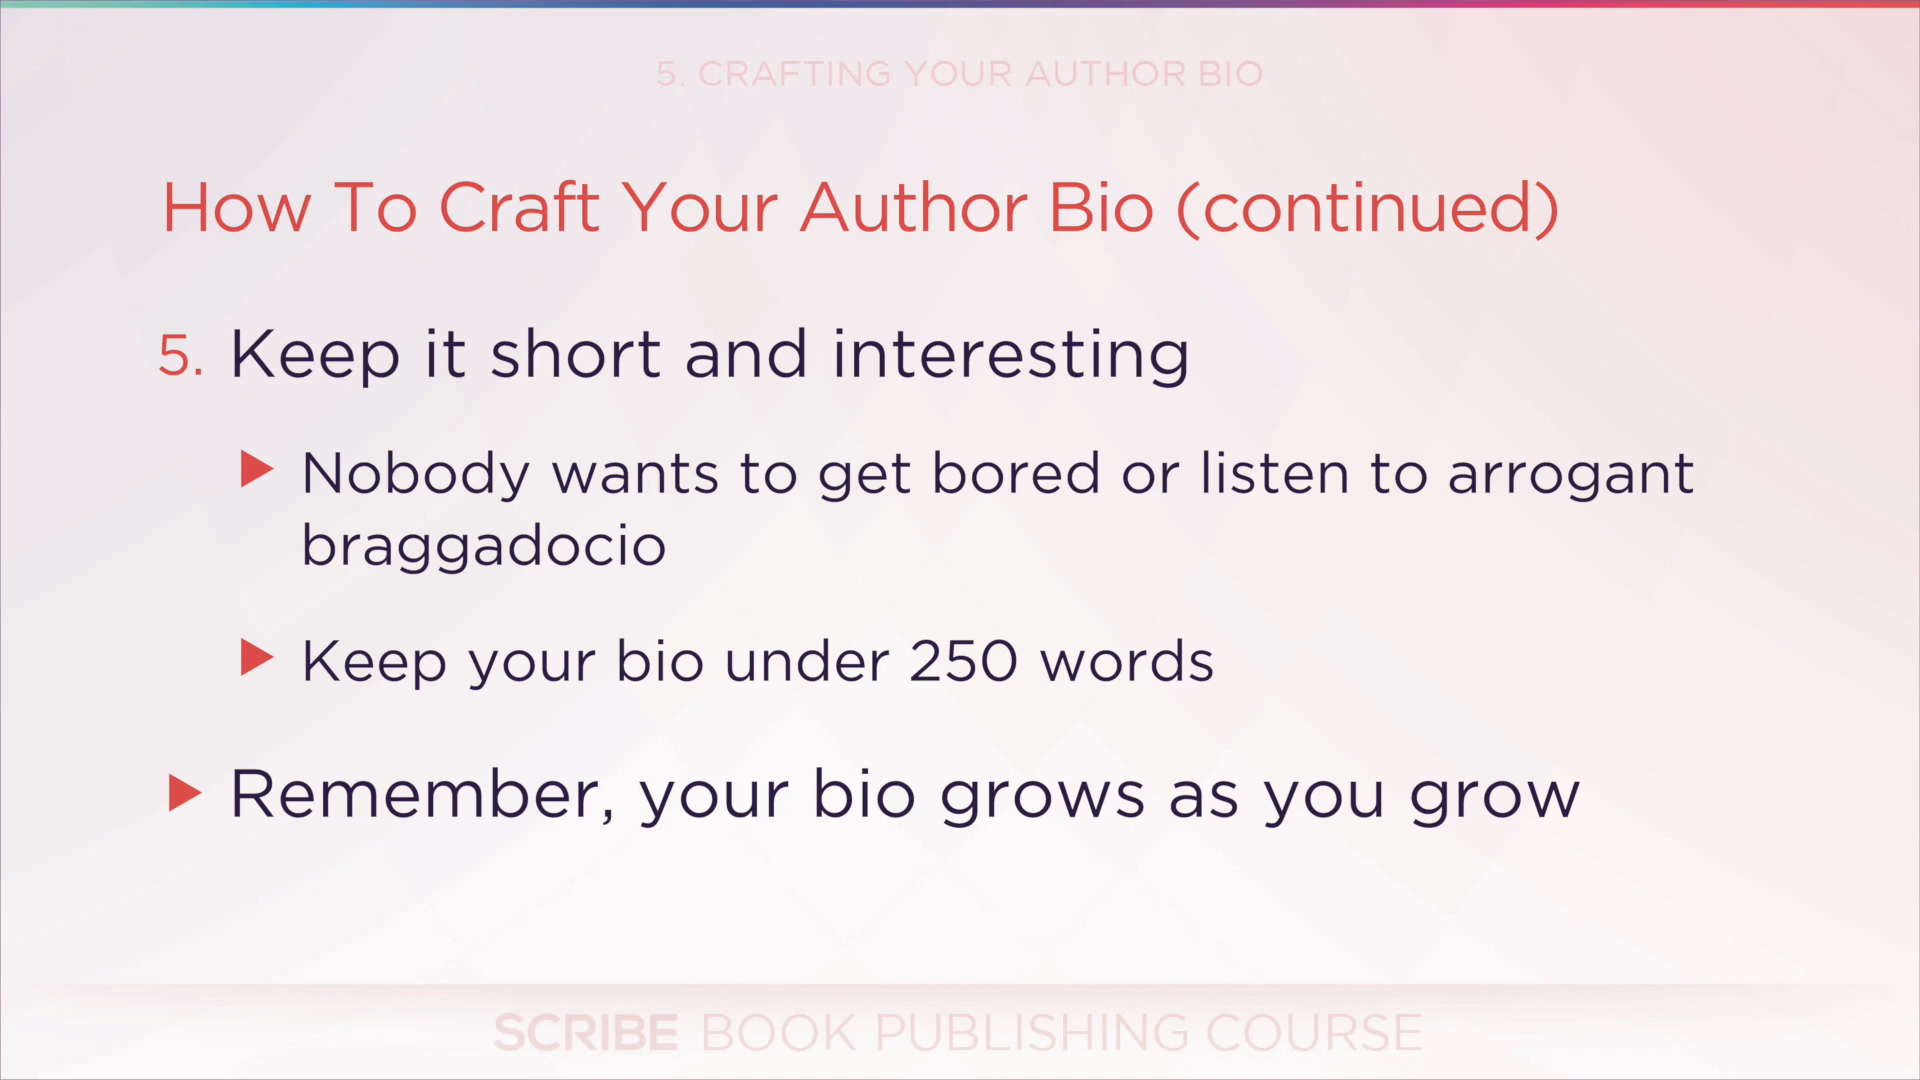 5. CRAFTING YOUR AUTHOR BIO
How To Craft Your Author Bio (continued)
5. Keep it short and interesting
▶ Nobody wants to get bored or listen to arrogant
braggadocio
▶ Keep your bio under 250 words
▶ Remember, your bio grows as you grow
SCRIBE BOOK PUBLISHING COURSE